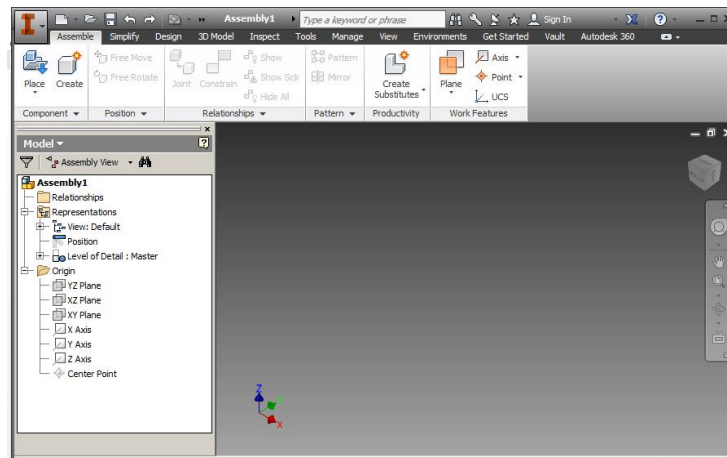 Assembly1 Type a keyword or phrase Sign In
Assemble Simplify Design 3D Model Inspect Tools Manage View Environments Get Started Vault Autodesk 360
Place Create Free Move Free Rotate Joint Constrain Show Show Sick Hide All Pattern Mirror Create Substitutes Plane Axis Point UCS
Component Position Relationships Pattern Productivity Work Features
Model
Assembly View
Assembly1
Relationships
Representations
View: Default
Position
Level of Detail : Master
Origin
YZ Plane
XZ Plane
XY Plane
X Axis
Y Axis
Z Axis
Center Point
Z
X